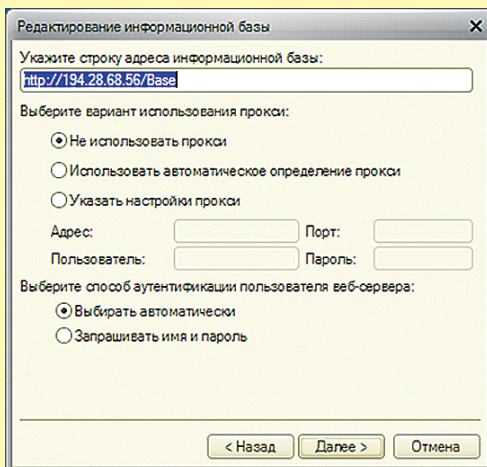 Редактирование информационной базы
Укажите строку адреса информационной базы:
http://194.28.68.56/Base
Выберите вариант использования прокси:
Не использовать прокси
Использовать автоматическое определение прокси
Указать настройки прокси
Адрес: Порт:
Пользователь: Пароль:
Выберите способ аутентификации пользователя веб-сервера:
Выбирать автоматически
Запрашивать имя и пароль
< Назад Далее > Отмена